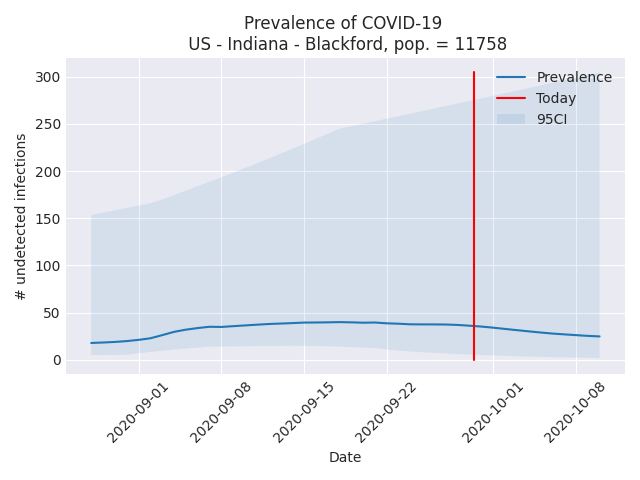 Prevalence of COVID-19
US - Indiana - Blackford, pop. = 11758
Prevalence
Today
95CI
300
250
200
150
100
50
0
# undetected infections
2020-09-01
2020-09-08
2020-09-15
2020-09-22
2020-10-01
2020-10-08
Date